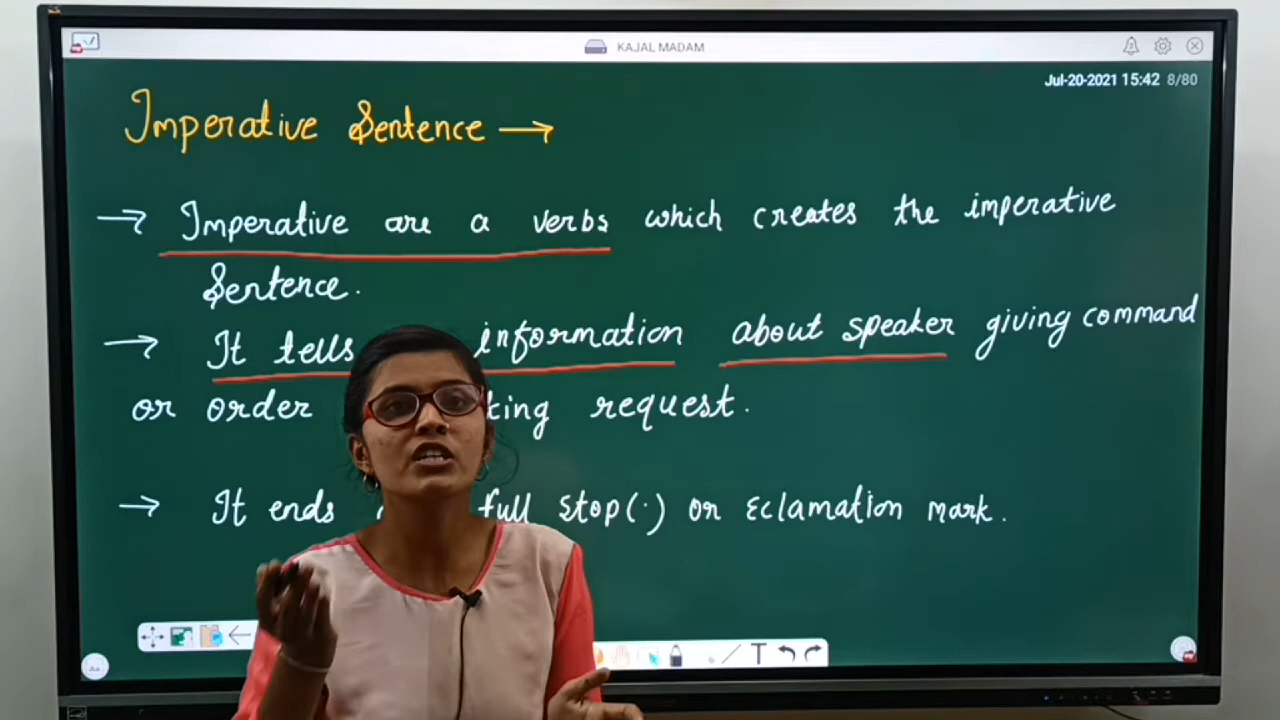 KAJAL MADAM
Jul-20-2021 15:42 8/80
Imperative Sentence →
→ Imperative are a verbs which creates the imperative
Sentence.
→ It tells information about speaker giving command
or order request.
→ It ends full stop(.) or Eclamation mark.
T